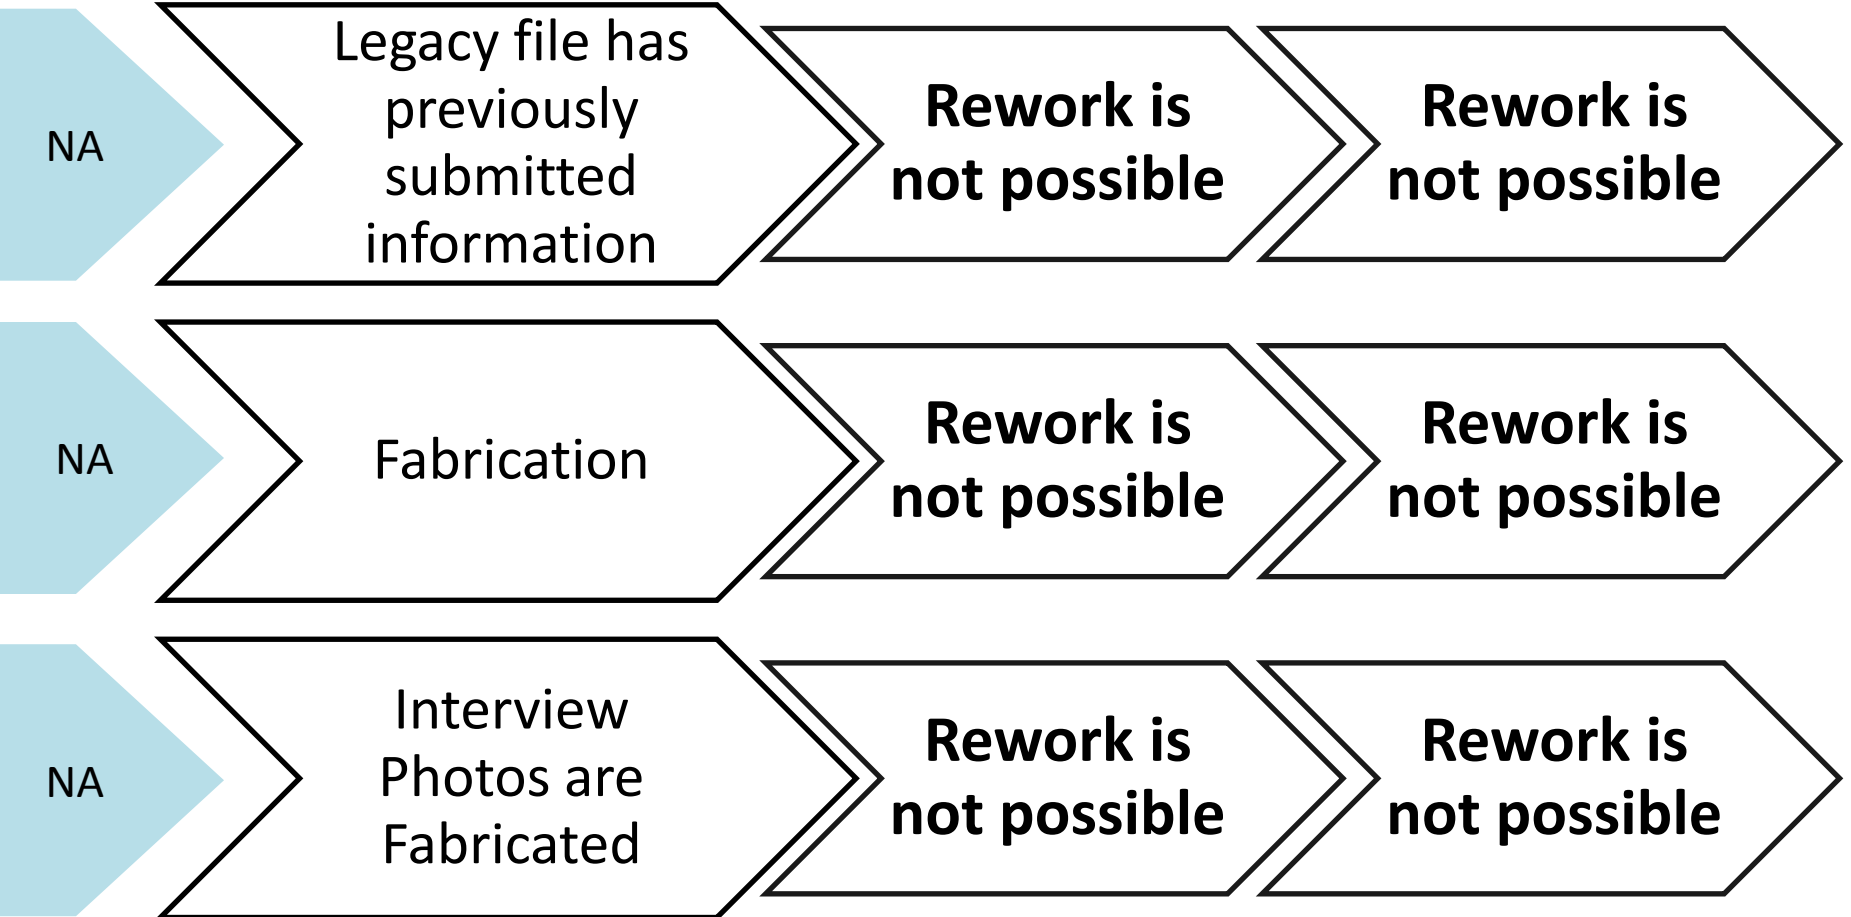 NA
Legacy file has
previously
submitted
information
Rework is
not possible
Rework is
not possible
NA
Fabrication
Rework is
not possible
Rework is
not possible
NA
Interview
Photos are
Fabricated
Rework is
not possible
Rework is
not possible